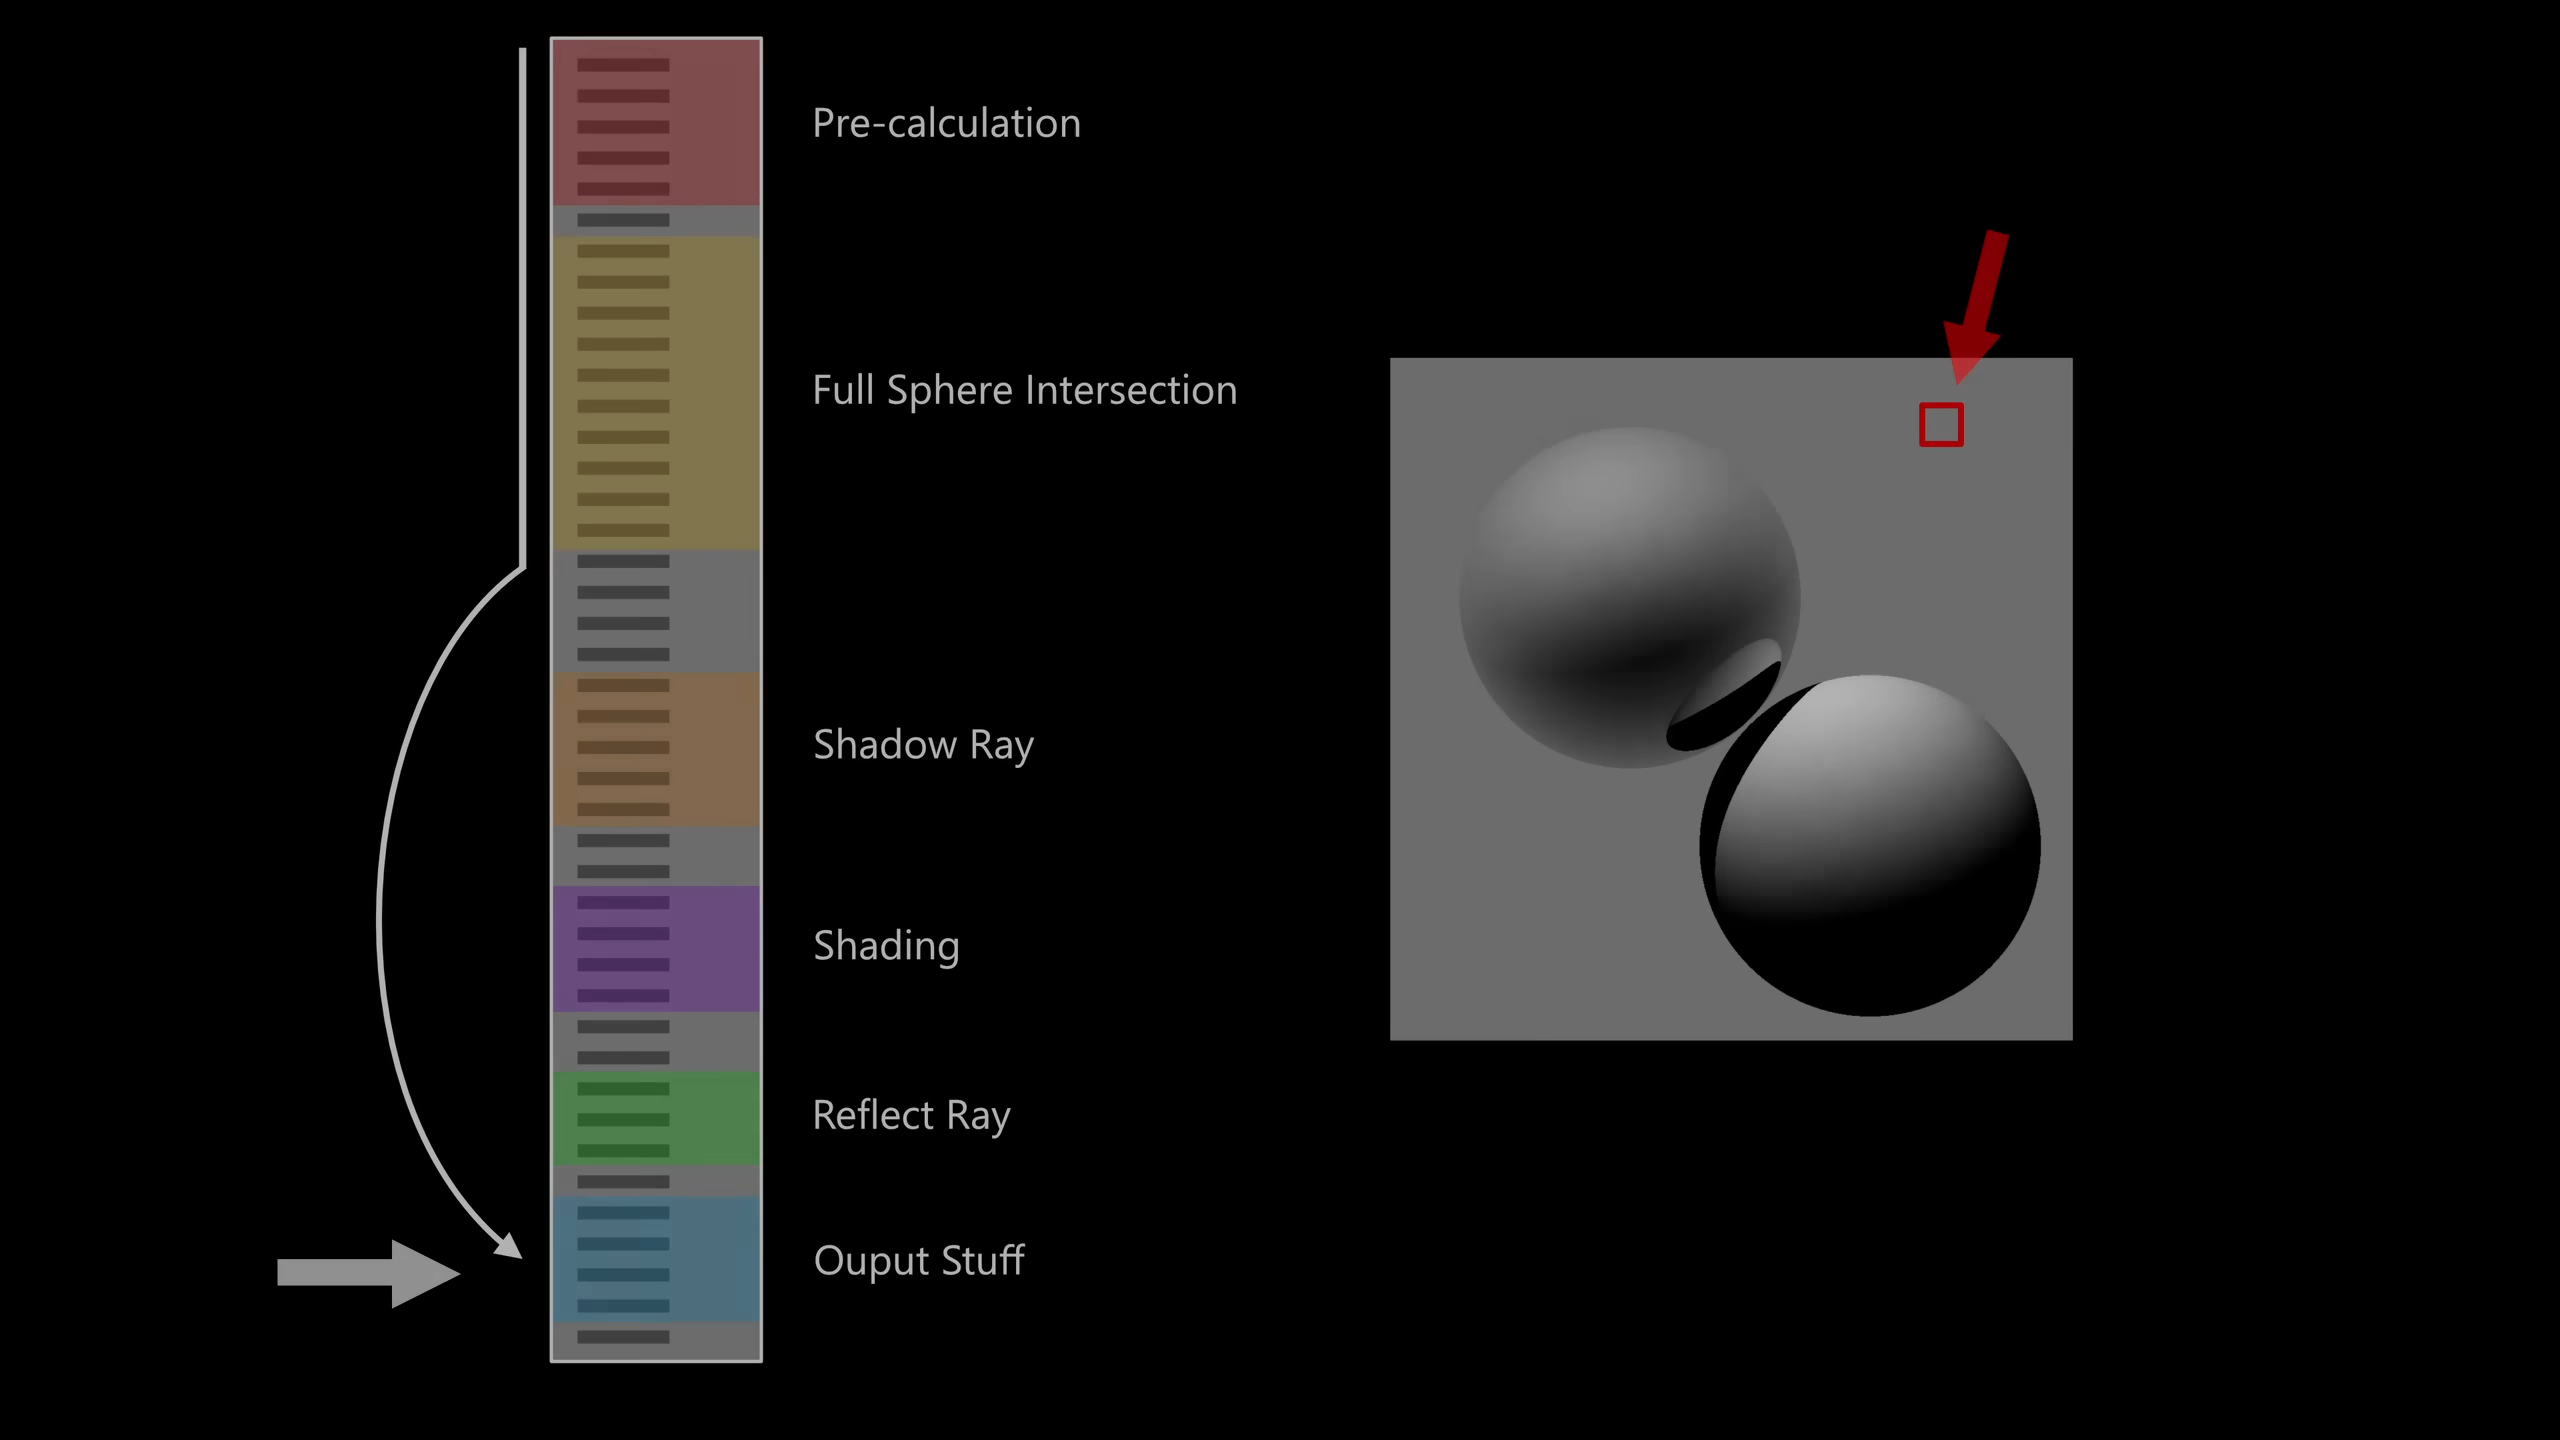 Pre-calculation
Full Sphere Intersection
Shadow Ray
Shading
Reflect Ray
Ouput Stuff